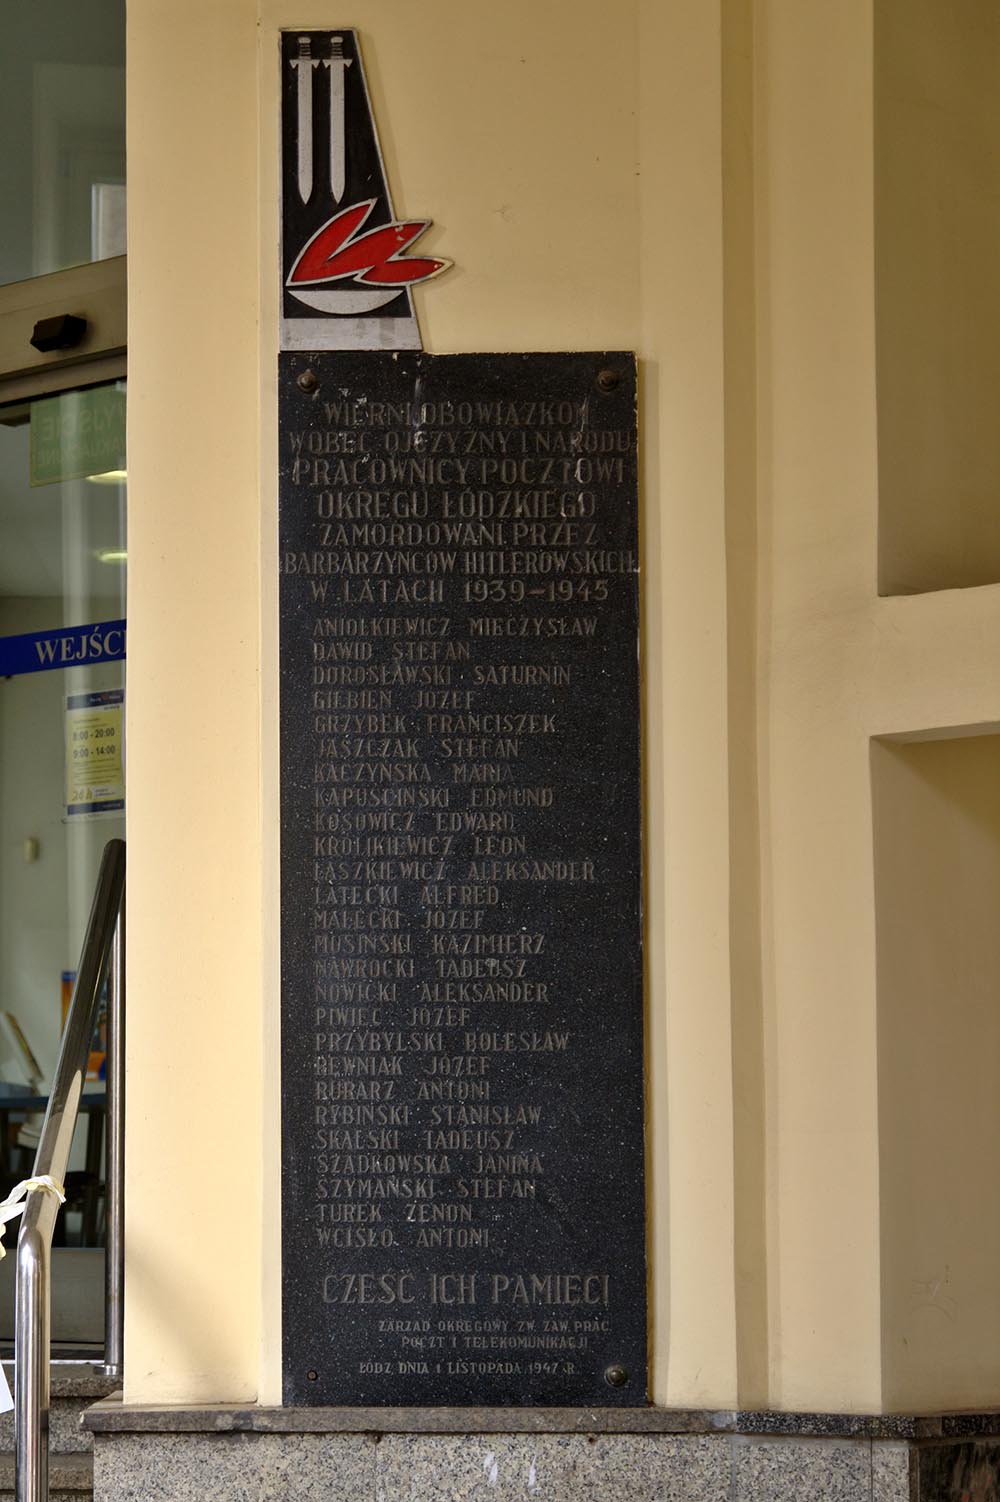 WIERNI OBOWIĄZKOM
WOBEC OJCZYZNY I NARODU
PRACOWNICY POCZTOWI
OKRĘGU ŁÓDZKIEGO
ZAMORDOWANI PRZEZ
BARBARZYŃCÓW HITLEROWSKICH
W LATACH 1939-1945
ANIOŁKIEWICZ MIECZYSŁAW
DAWID STEFAN
DOROSŁAWSKI SATURNIN
GIEBIEN JÓZEF
GRZYBEK FRANCISZEK
JASZCZAK STEFAN
KACZYŃSKA MARIA
KAPUŚCIŃSKI EDMUND
KOSOWICZ EDWARD
KRÓLIKIEWICZ LEON
ŁASZKIEWICZ ALEKSANDER
LATECKI ALFRED
MAŁECKI JÓZEF
MUSIŃSKI KAZIMIERZ
NAWROCKI TADEUSZ
NOWICKI ALEKSANDER
PIWIEC JÓZEF
PRZYBYLSKI BOLESŁAW
REWNIAK JÓZEF
RURARZ ANTONI
RYBIŃSKI STANISŁAW
SKALSKI TADEUSZ
SZADKOWSKA JANINA
SZYMAŃSKI STEFAN
TUREK ZENON
WCISŁO ANTONI
CZEŚĆ ICH PAMIĘCI
ZARZĄD OKRĘGOWY ZW. ZAW. PRAC.
POCZT I TELEKOMUNIKACJI
ŁÓDŹ DNIA 1 LISTOPADA 1947 R.
WEJŚC
8:00 - 20:00
9:00 - 14:00
24h